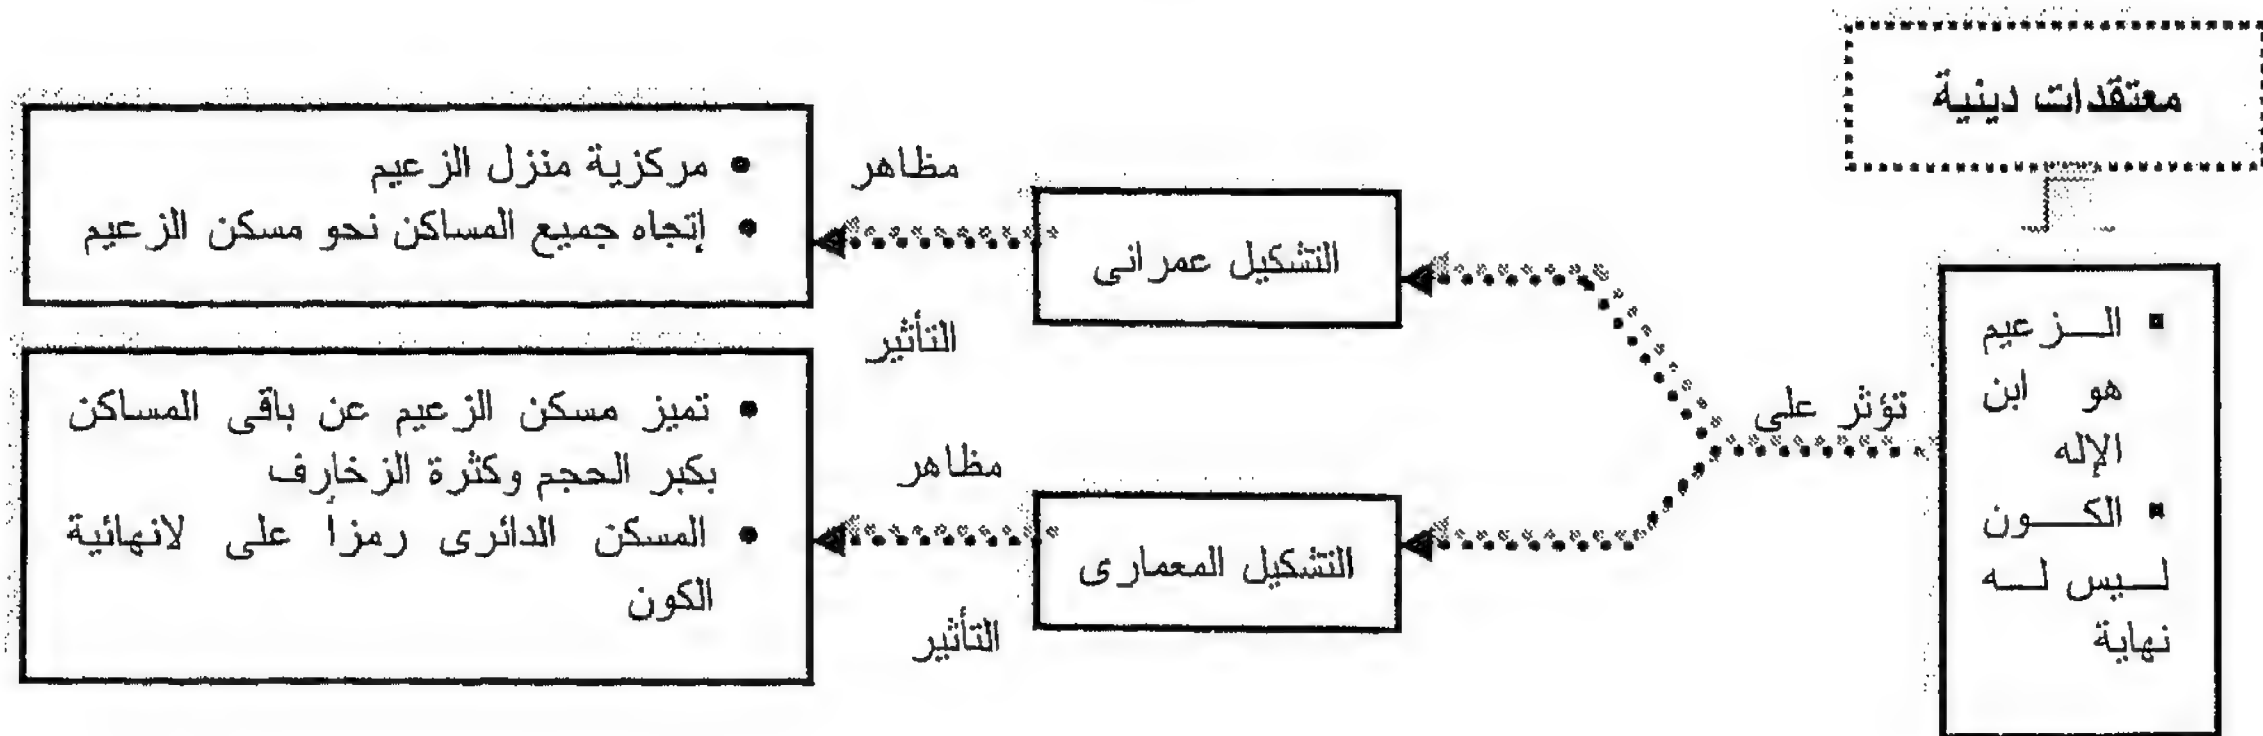 معتقدات دينية
الزعيم
هو ابن
الإله
الكون
ليس له
نهاية
تؤثر على
التشكيل عمرانى
مظاهر
التأثير
• مركزية منزل الزعيم
• إتجاه جميع المساكن نحو مسكن الزعيم
التشكيل المعمارى
مظاهر
التأثير
• تميز مسكن الزعيم عن باقى المساكن
بكبر الحجم وكثرة الزخارف
• المسكن الدائرى رمزاً على لانهائية
الكون